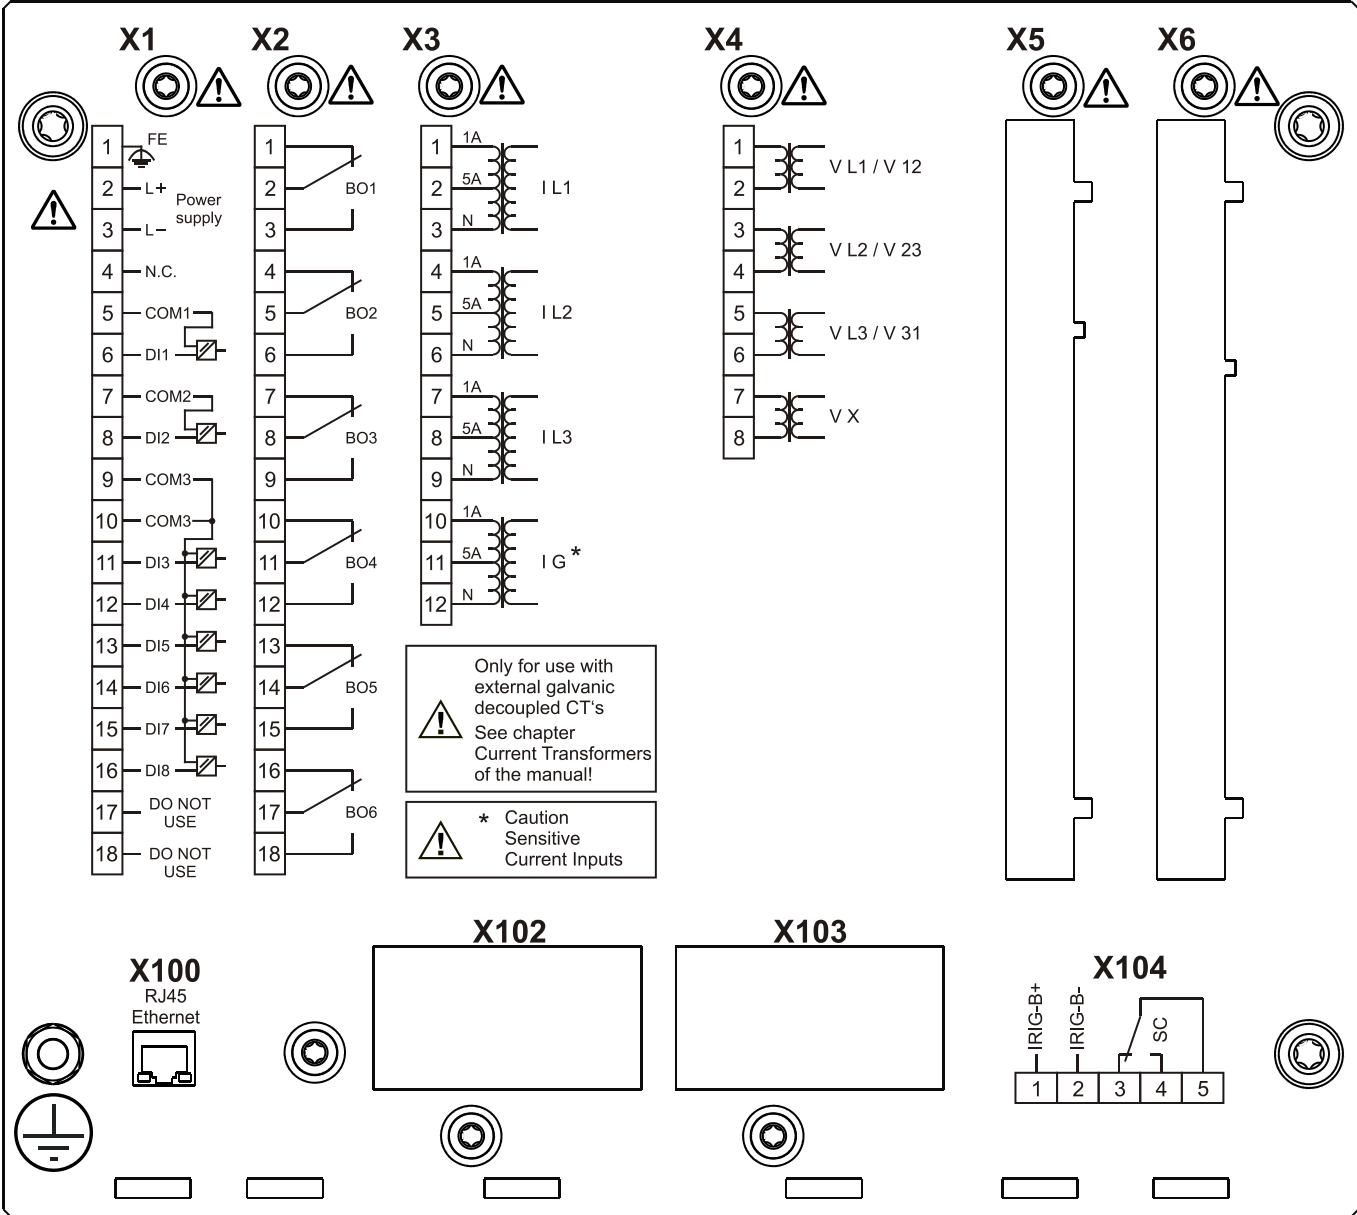 X1
X2
X3
X4
X5
X6
1 FE
2 L+
Power
supply
3 L-
4 N.C.
5 COM1
6 DI1
7 COM2
8 DI2
9 COM3
10 COM3
11 DI3
12 DI4
13 DI5
14 DI6
15 DI7
16 DI8
17 DO NOT
USE
18 DO NOT
USE
1
2 BO1
3
4
5 BO2
6
7
8 BO3
9
10
11 BO4
12
13
14 BO5
15
16
17 BO6
18
1 1A
2 5A I L1
3 N
4 1A
5 5A I L2
6 N
7 1A
8 5A I L3
9 N
10 1A
11 5A I G*
12 N
! Only for use with
external galvanic
decoupled CT‘s
See chapter
Current Transformers
of the manual!
! * Caution
Sensitive
Current Inputs
1
V L1 / V 12
2
3
V L2 / V 23
4
5
V L3 / V 31
6
7
V X
8
X100
RJ45
Ethernet
X102
X103
X104
IRIG-B+
IRIG-B-
SC
1 2 3 4 5